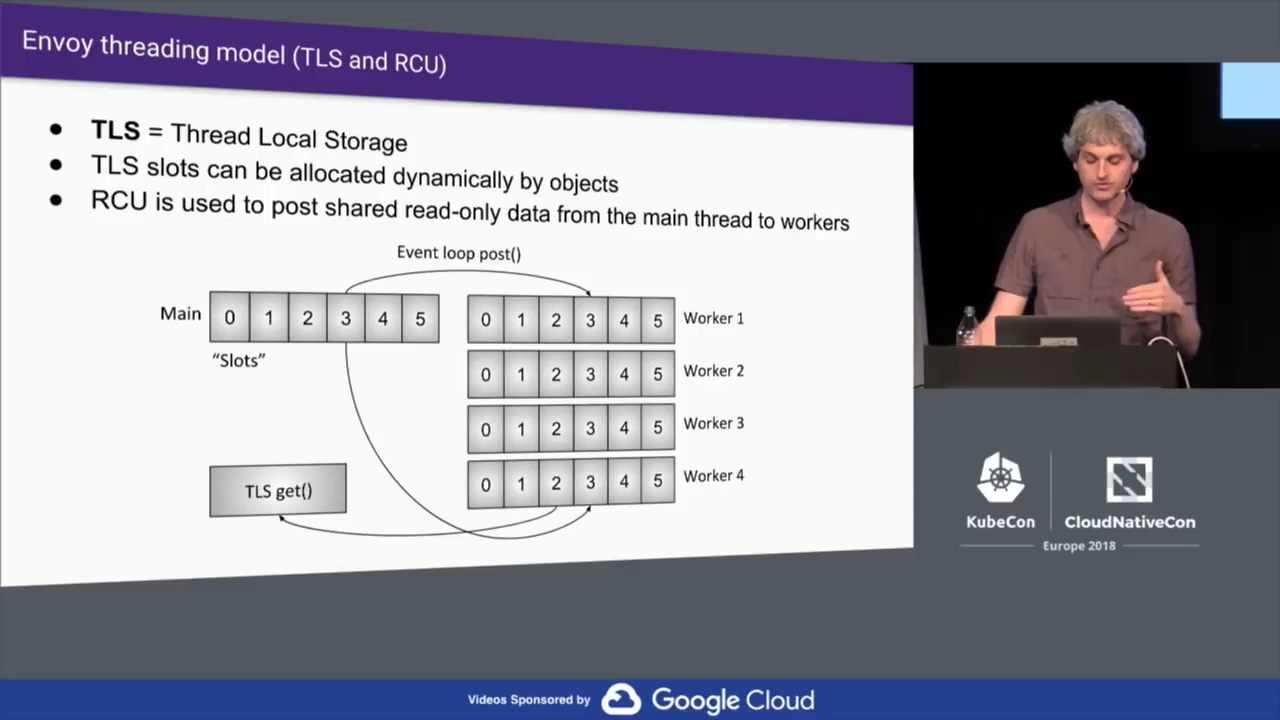 Envoy threading model (TLS and RCU)
● TLS = Thread Local Storage
● TLS slots can be allocated dynamically by objects
● RCU is used to post shared read-only data from the main thread to workers
Event loop post()
Main 0 1 2 3 4 5
0 1 2 3 4 5 Worker 1
"Slots"
0 1 2 3 4 5 Worker 2
0 1 2 3 4 5 Worker 3
0 1 2 3 4 5 Worker 4
TLS get()
KubeCon
CloudNativeCon
Europe 2018
Videos Sponsored by Google Cloud